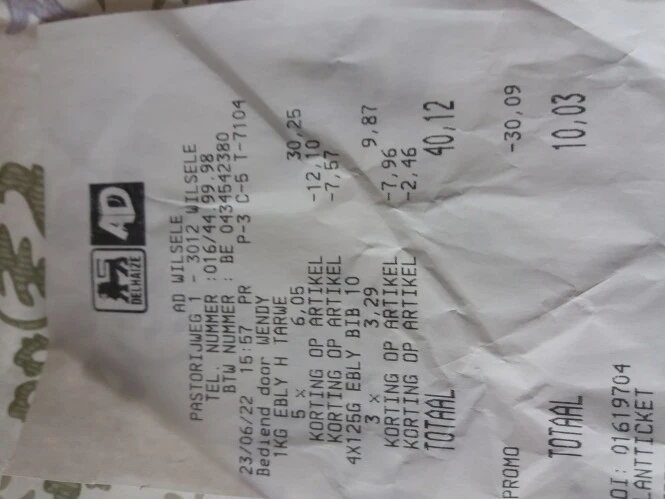 DELHAIZE AD
AD WILSELE
PASTORIJWEG 1 - 3012 WILSELE
TEL. NUMMER :016/44.99.98
BTW NUMMER : BE 0434542380
23/06/22 15:57 PR P-3 C-5 T-7104
Bediend door WENDY
1KG EBLY H TARWE
5 x 6,05 30,25
KORTING OP ARTIKEL -12,10
KORTING OP ARTIKEL -7,57
4X125G EBLY BIB 10
3 x 3,29 9,87
KORTING OP ARTIKEL -7,96
KORTING OP ARTIKEL -2,46
TOTAAL 40,12
PROMO -30,09
TOTAAL 10,03
OI: 01619704
LANTTICKET